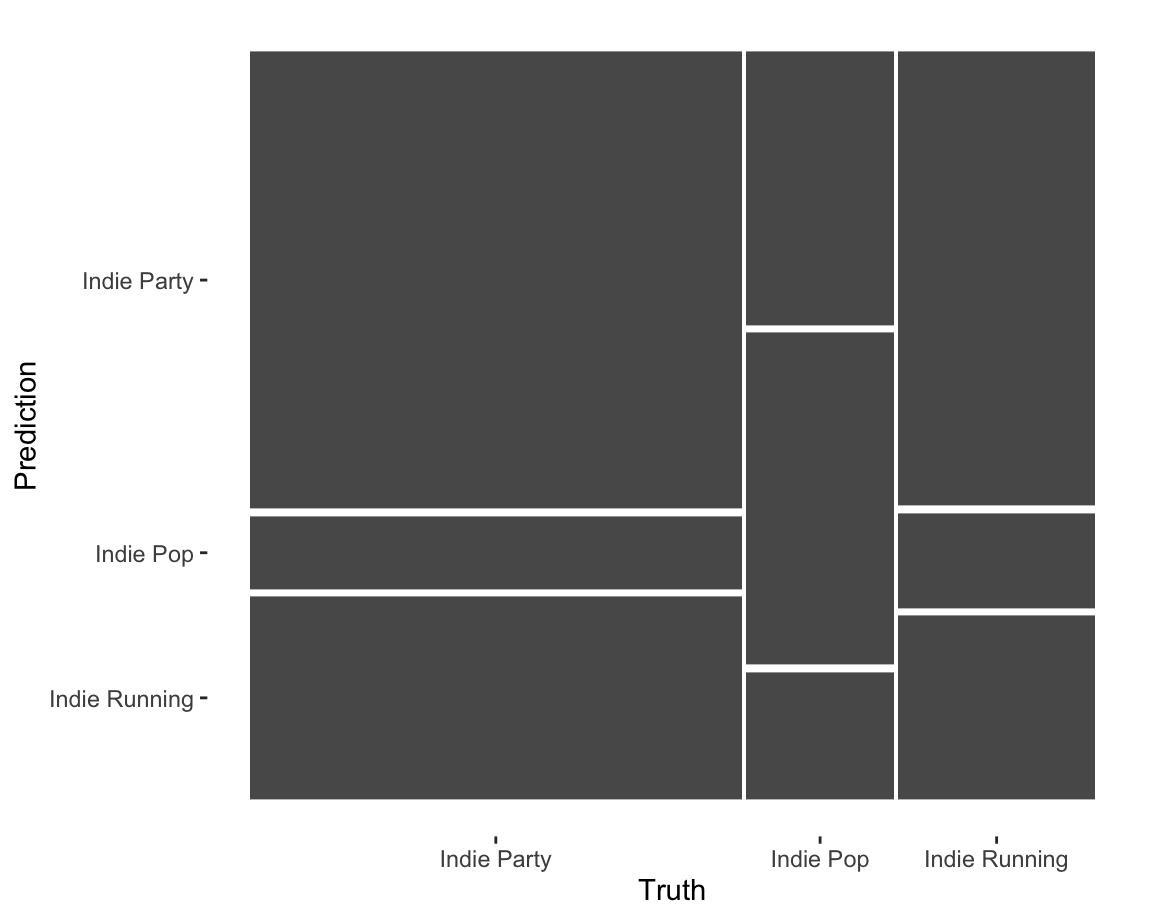 Prediction
Indie Party
Indie Pop
Indie Running
Indie Party
Indie Pop
Indie Running
Truth